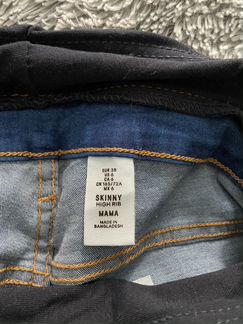 EUR 38
US 6
CA 6
CN 165/72A
MX 6
SKINNY
HIGH RIB
MAMA
MADE IN
BANGLADESH